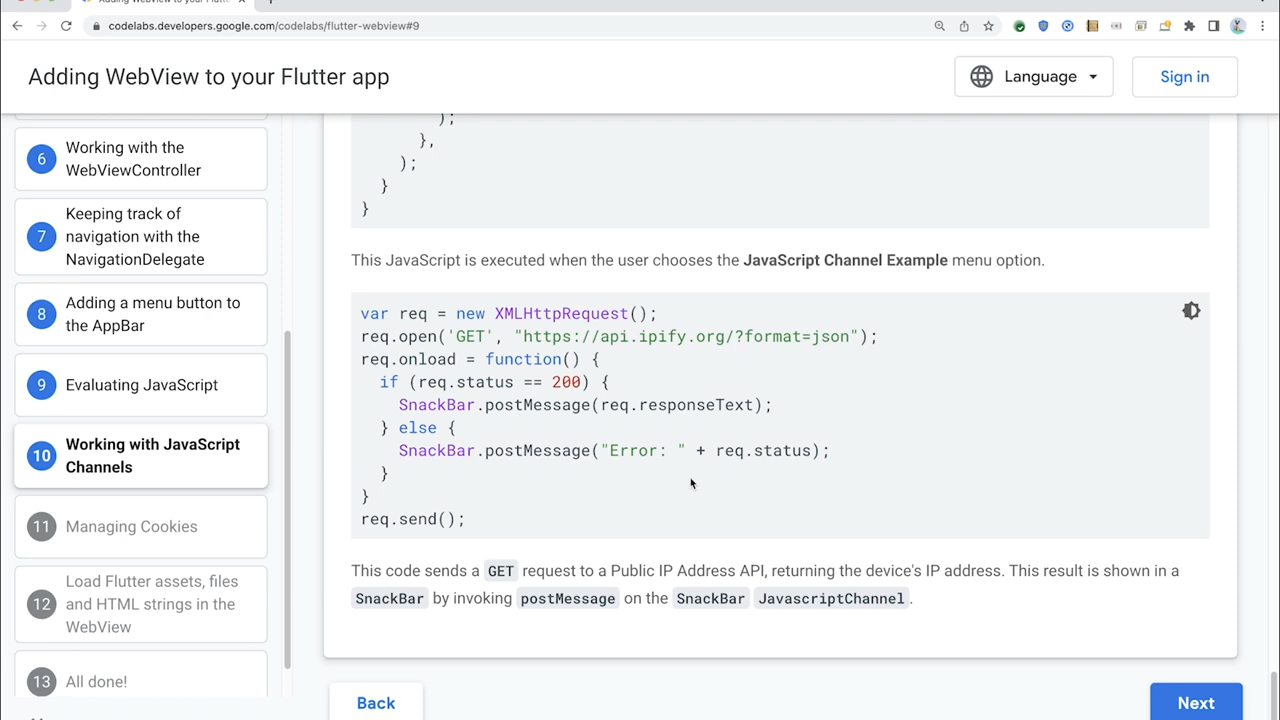 Adding WebView to your Flutt
codelabs.developers.google.com/codelabs/flutter-webview#9
Adding WebView to your Flutter app
Language
Sign in
6
Working with the
WebViewController
7
Keeping track of
navigation with the
NavigationDelegate
8
Adding a menu button to
the AppBar
9
Evaluating JavaScript
10
Working with JavaScript
Channels
11
Managing Cookies
12
Load Flutter assets, files
and HTML strings in the
WebView
13
All done!
);
},
);
}
}
This JavaScript is executed when the user chooses the JavaScript Channel Example menu option.
var req = new XMLHttpRequest();
req.open('GET', "https://api.ipify.org/?format=json");
req.onload = function() {
if (req.status == 200) {
SnackBar.postMessage(req.responseText);
} else {
SnackBar.postMessage("Error: " + req.status);
}
}
req.send();
This code sends a GET request to a Public IP Address API, returning the device's IP address. This result is shown in a
SnackBar by invoking postMessage on the SnackBar JavascriptChannel.
Back
Next